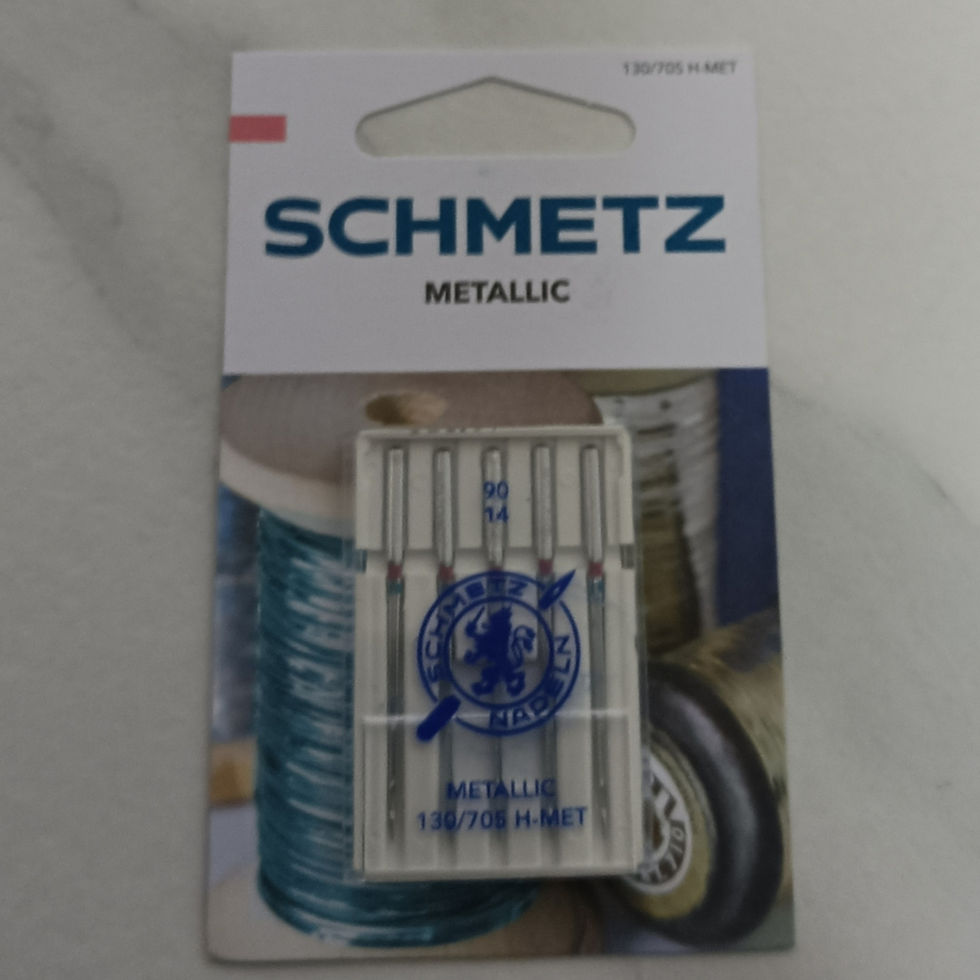 130/705 H-MET
SCHMETZ
METALLIC
90
14
SCHMETZ
NADELN
METALLIC
130/705 H-MET